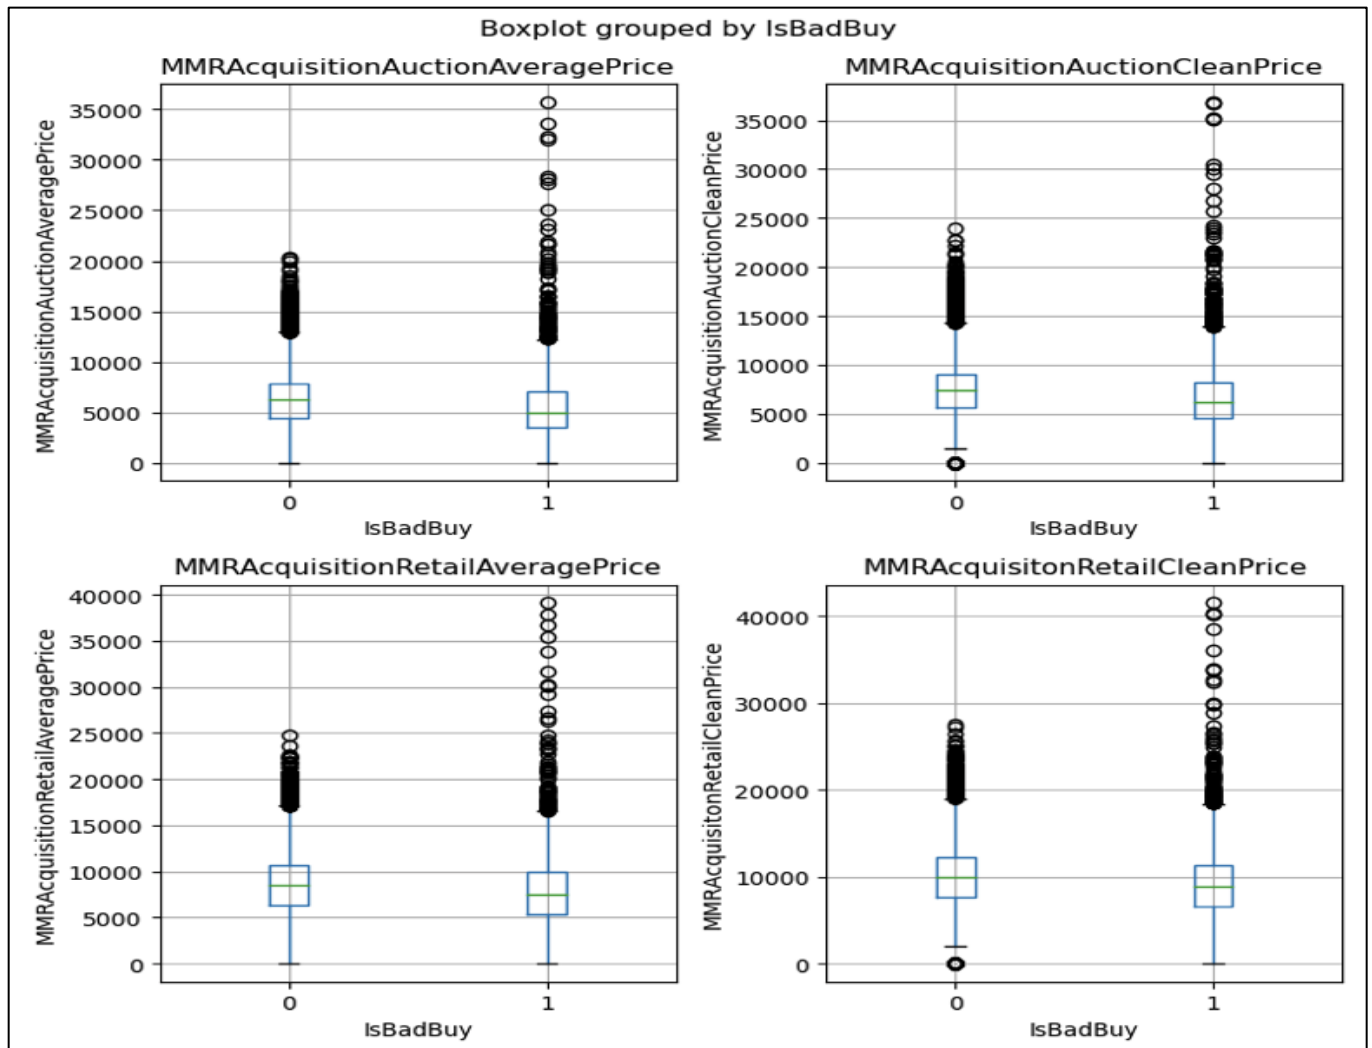 Boxplot grouped by IsBadBuy
MMRAcquisitionAuctionAveragePrice
MMRAcquisitionAuctionAveragePrice
35000
30000
25000
20000
15000
10000
5000
0
0 1
IsBadBuy
MMRAcquisitionAuctionCleanPrice
MMRAcquisitionAuctionCleanPrice
35000
30000
25000
20000
15000
10000
5000
0
0 1
IsBadBuy
MMRAcquisitionRetailAveragePrice
MMRAcquisitionRetailAveragePrice
40000
35000
30000
25000
20000
15000
10000
5000
0
0 1
IsBadBuy
MMRAcquisitonRetailCleanPrice
MMRAcquisitonRetailCleanPrice
40000
30000
20000
10000
0
0 1
IsBadBuy